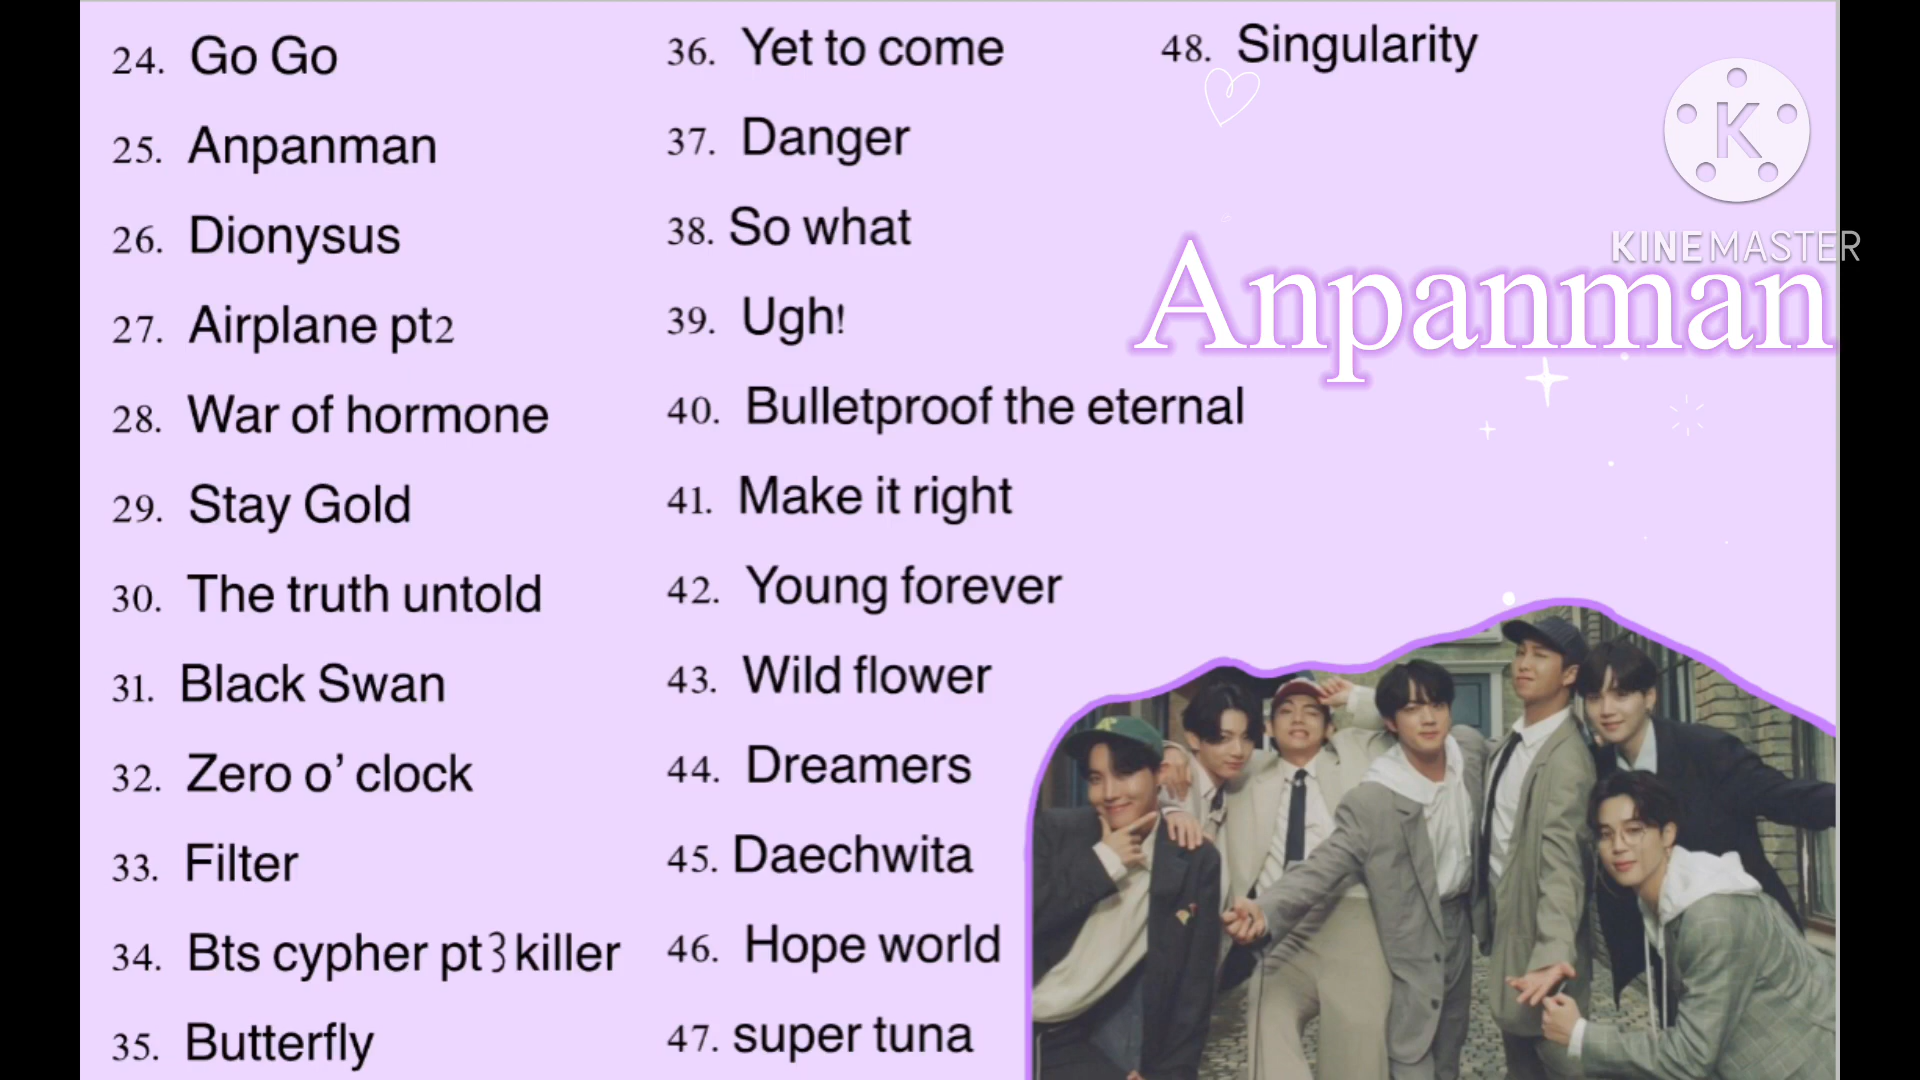 24. Go Go
25. Anpanman
26. Dionysus
27. Airplane pt2
28. War of hormone
29. Stay Gold
30. The truth untold
31. Black Swan
32. Zero o’ clock
33. Filter
34. Bts cypher pt3 killer
35. Butterfly
36. Yet to come
37. Danger
38. So what
39. Ugh!
40. Bulletproof the eternal
41. Make it right
42. Young forever
43. Wild flower
44. Dreamers
45. Daechwita
46. Hope world
47. super tuna
48. Singularity
K
KINEMASTER
Anpanman